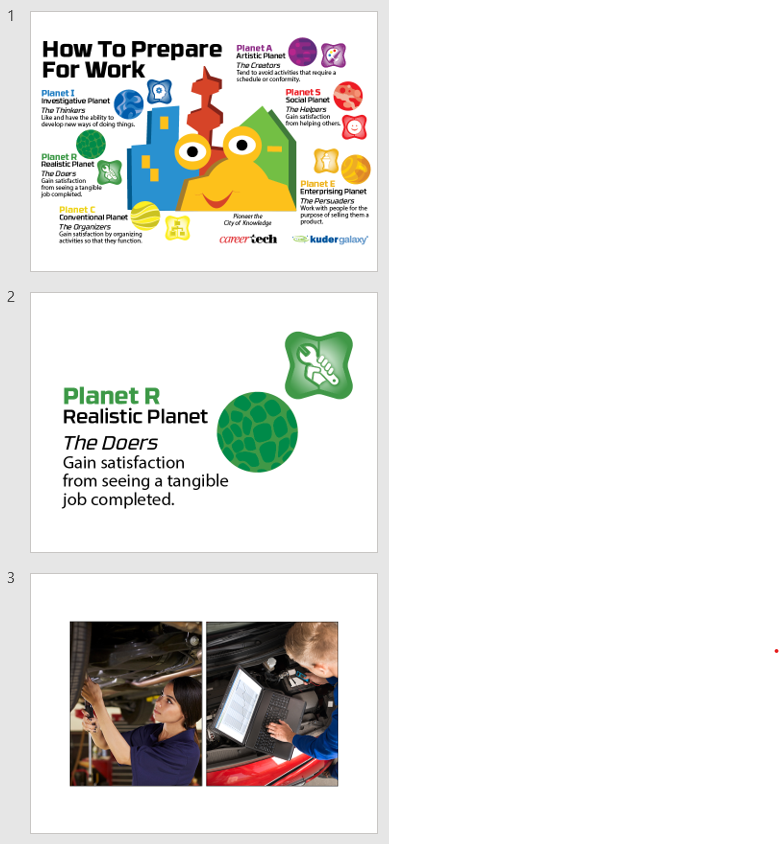 1
How To Prepare
For Work
Planet A
Artistic Planet
The Creators
Tend to avoid activities that require a
schedule or conformity.
Planet I
Investigative Planet
The Thinkers
Like and have the ability to
develop new ways of doing things.
Planet S
Social Planet
The Helpers
Gain satisfaction
from helping others.
Planet R
Realistic Planet
The Doers
Gain satisfaction
from seeing a tangible
job completed.
Planet E
Enterprising Planet
The Persuaders
Work with people for the
purpose of selling them a
product.
Planet C
Conventional Planet
The Organizers
Gain satisfaction by organizing
activities so that they function.
Pioneer the
City of Knowledge
careertech
kudergalaxy
2
Planet R
Realistic Planet
The Doers
Gain satisfaction
from seeing a tangible
job completed.
3